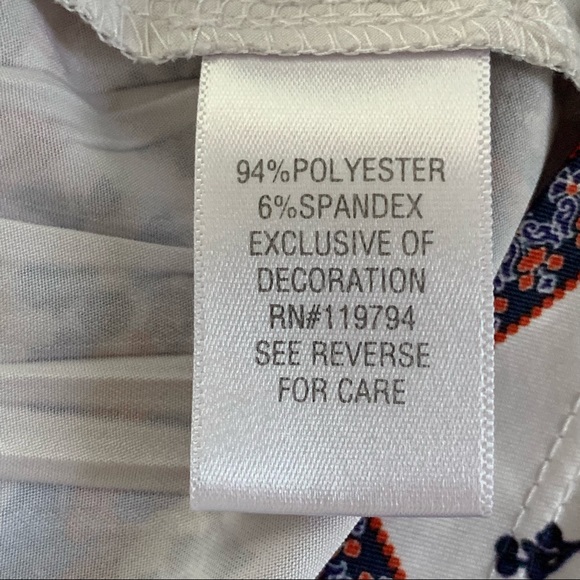 94%POLYESTER
6%SPANDEX
EXCLUSIVE OF
DECORATION
RN#119794
SEE REVERSE
FOR CARE